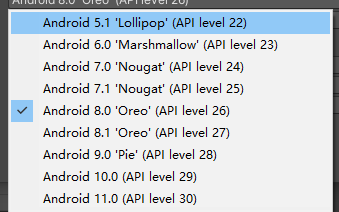 Android 8.0 'Oreo' (API level 26)
Android 5.1 'Lollipop' (API level 22)
Android 6.0 'Marshmallow' (API level 23)
Android 7.0 'Nougat' (API level 24)
Android 7.1 'Nougat' (API level 25)
Android 8.0 'Oreo' (API level 26)
Android 8.1 'Oreo' (API level 27)
Android 9.0 'Pie' (API level 28)
Android 10.0 (API level 29)
Android 11.0 (API level 30)